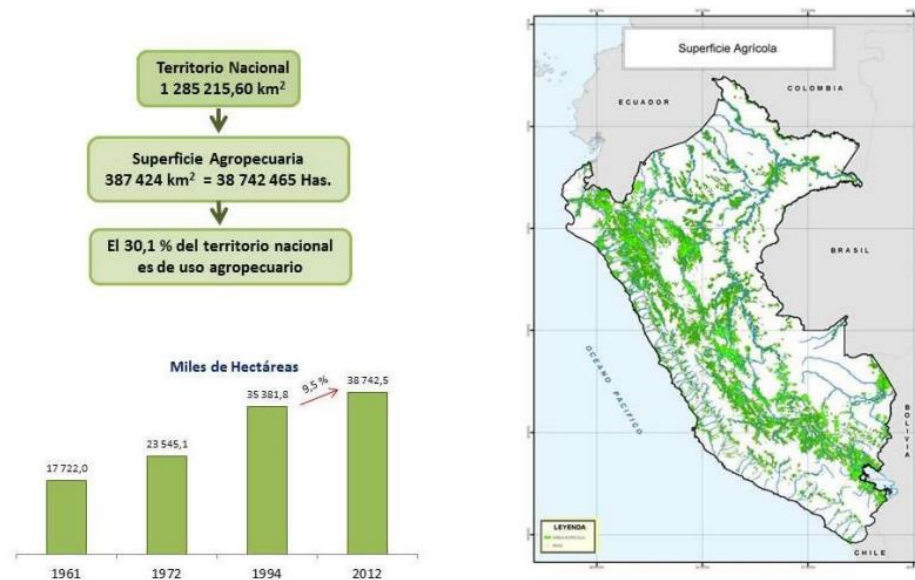 Territorio Nacional
1 285 215,60 km²
Superficie Agropecuaria
387 424 km² = 38 742 465 Has.
El 30,1 % del territorio nacional
es de uso agropecuario
Miles de Hectáreas
17 722,0
23 545,1
35 381,8
9,5 %
38 742,5
1961
1972
1994
2012
Superficie Agrícola
ECUADOR
COLOMBIA
BRASIL
OCEANO PACIFICO
BOLIVIA
CHILE
LEYENDA
AREA AGRICOLA